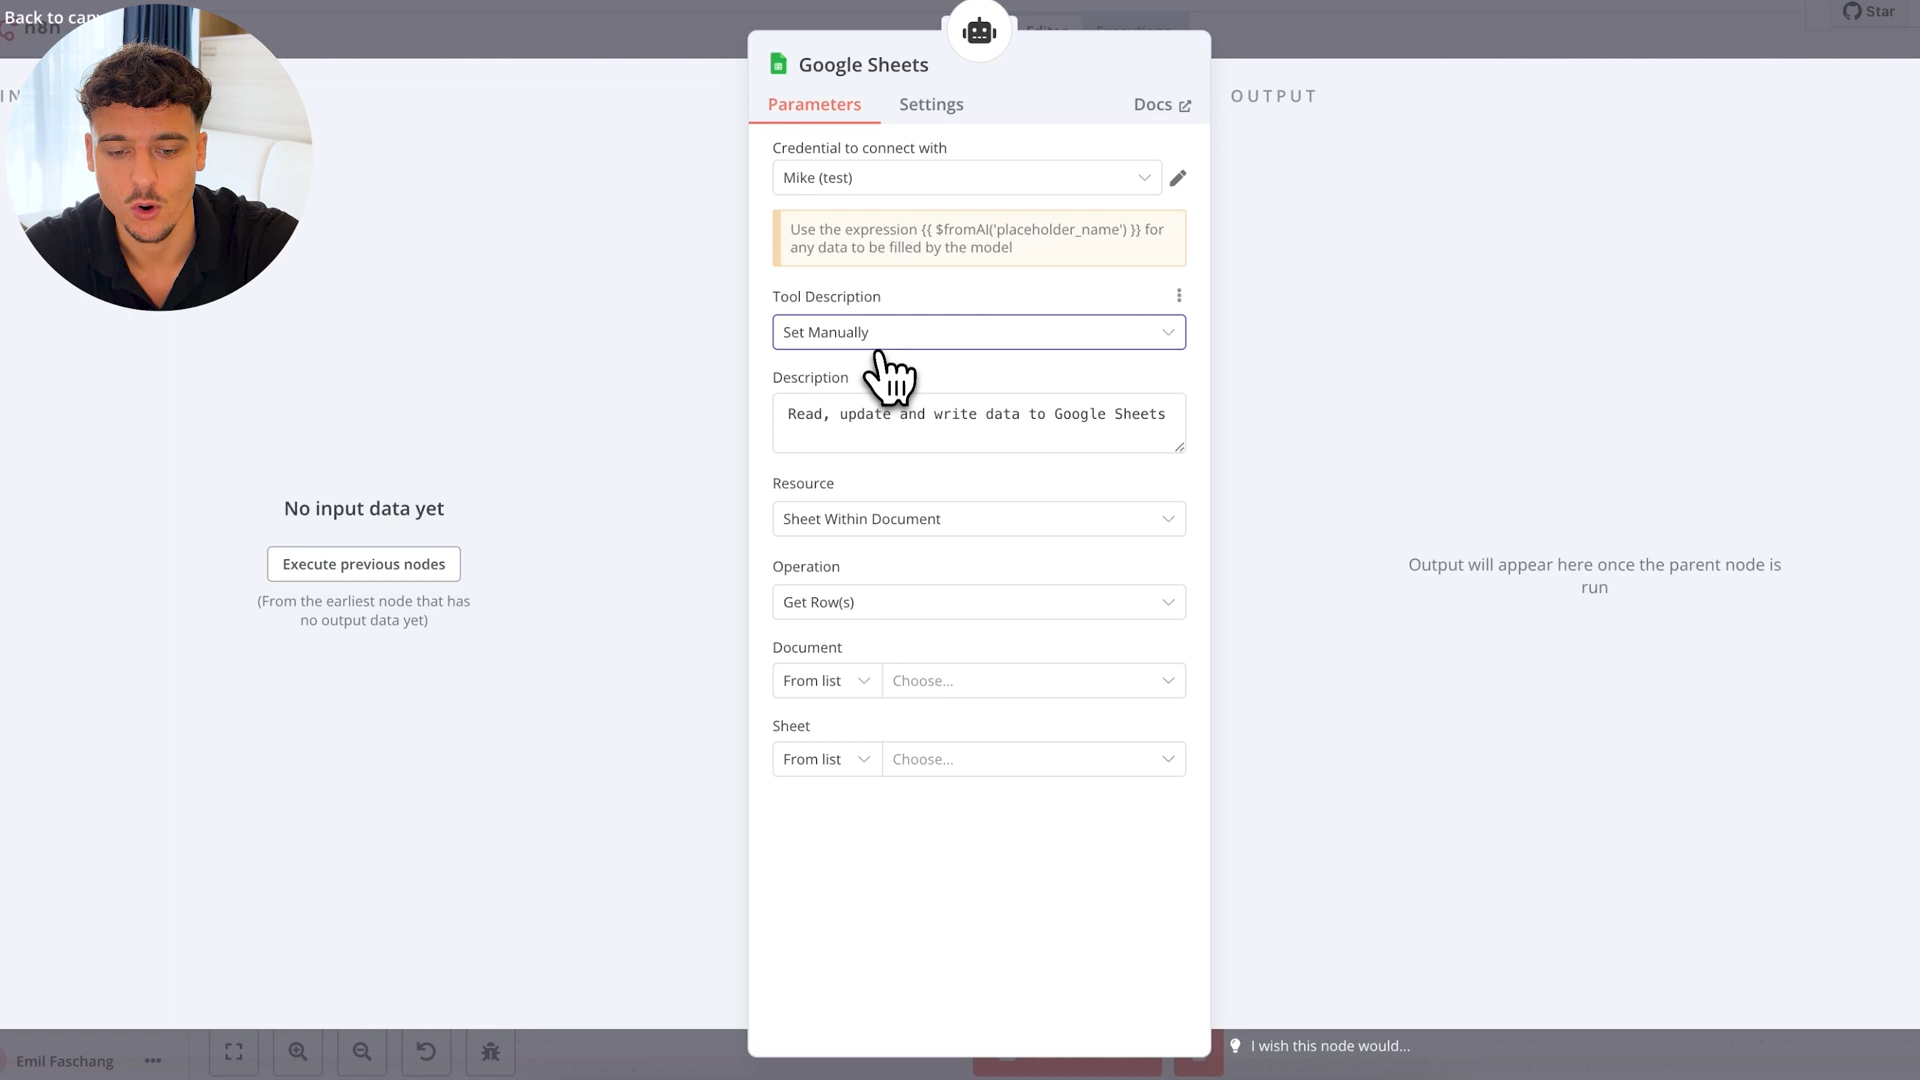 Back to can
n8n
Star
Google Sheets
Parameters
Settings
Docs
OUTPUT
IN
Credential to connect with
Mike (test)
Use the expression {{ $fromAI('placeholder_name') }} for
any data to be filled by the model
Tool Description
Set Manually
Description
Read, update and write data to Google Sheets
Resource
Sheet Within Document
Operation
Get Row(s)
Document
From list
Choose...
Sheet
From list
Choose...
No input data yet
Execute previous nodes
(From the earliest node that has
no output data yet)
Output will appear here once the parent node is
run
Emil Faschang
I wish this node would...